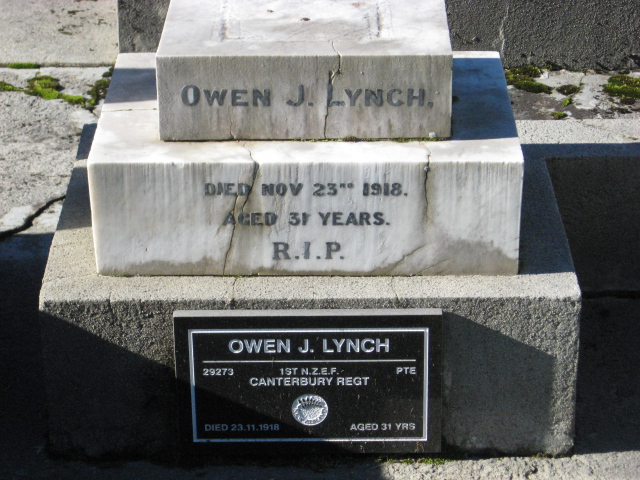 OWEN J. LYNCH,
DIED NOV 23RD 1918.
AGED 31 YEARS.
R.I.P.
OWEN J. LYNCH
29273 1ST N.Z.E.F. PTE
CANTERBURY REGT
DIED 23.11.1918 AGED 31 YRS